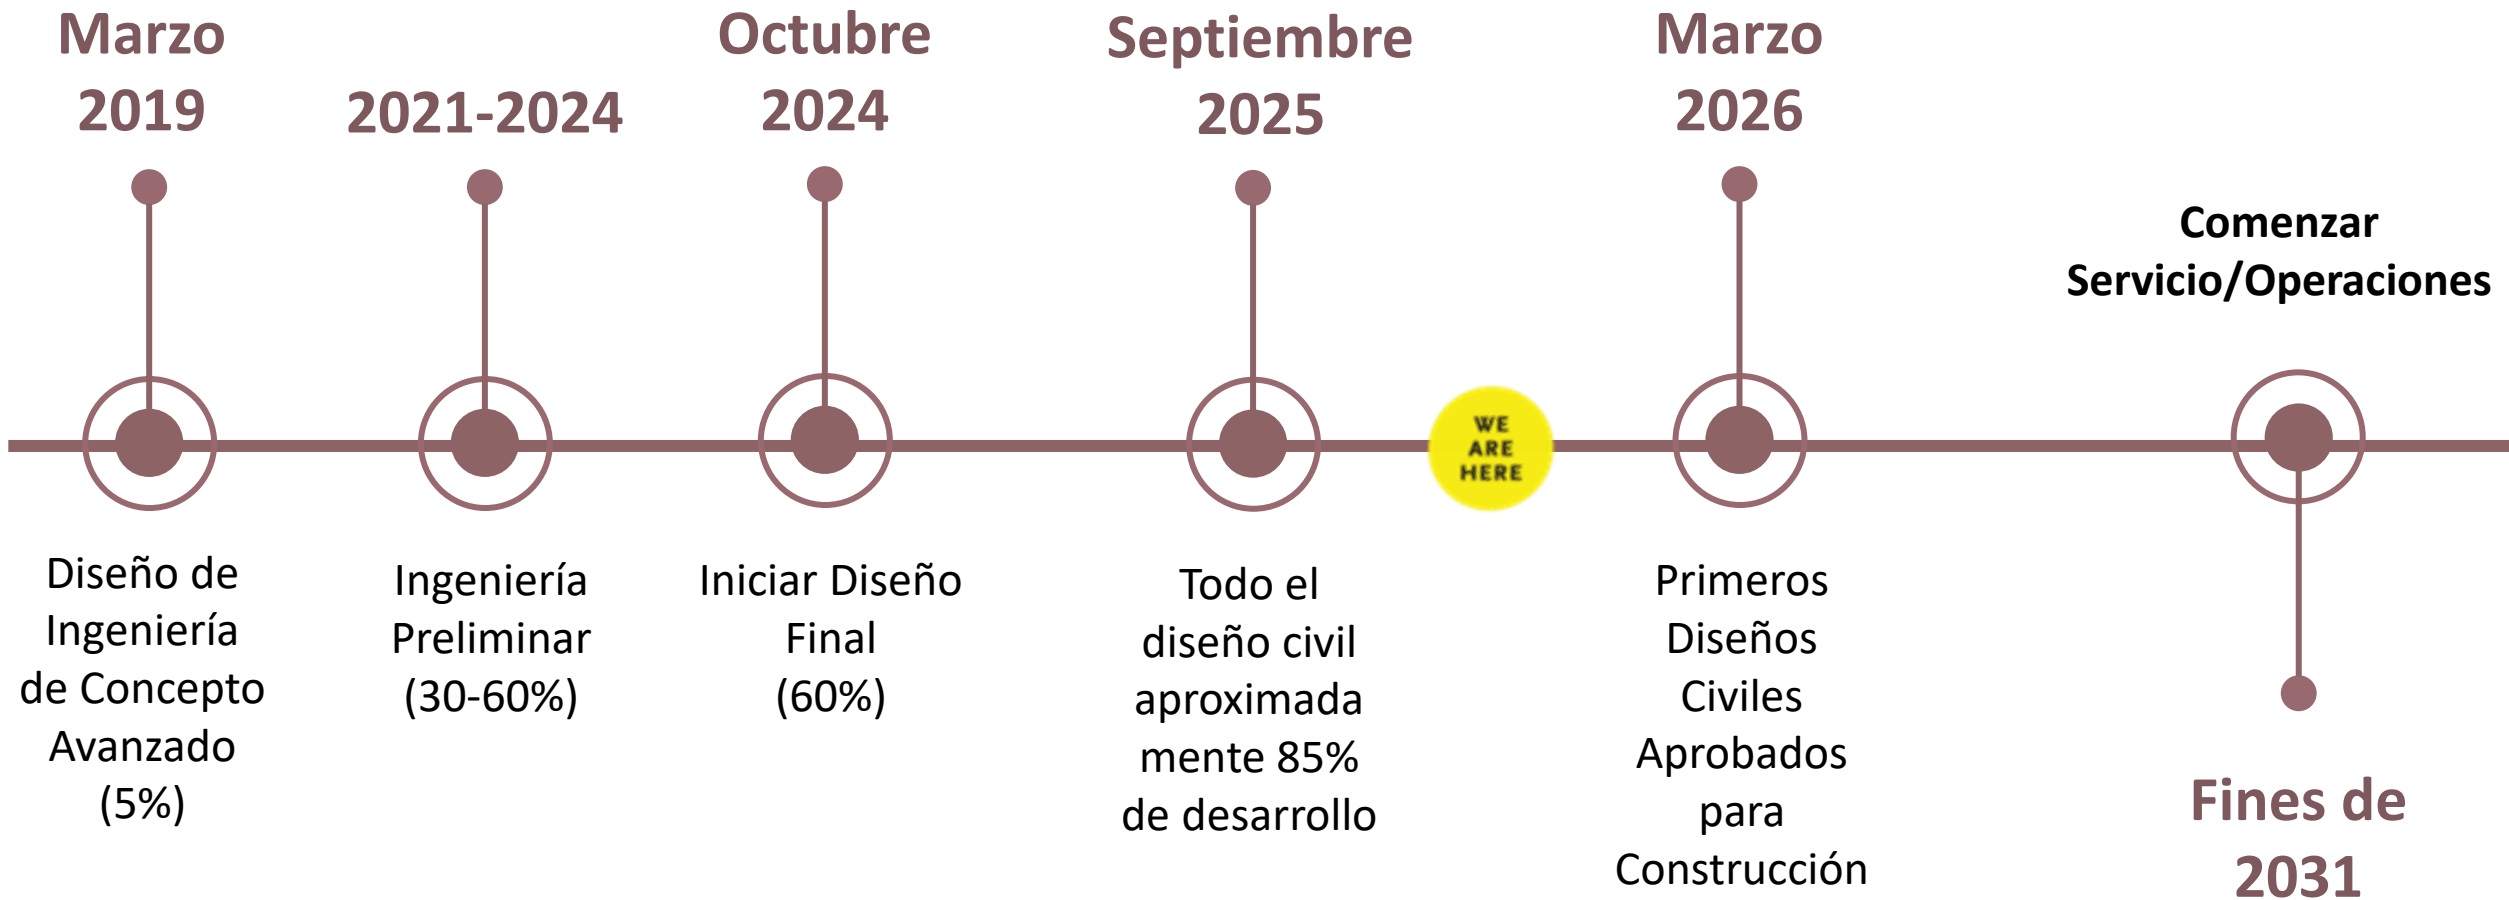 Marzo
2019
Diseño de
Ingeniería
de Concepto
Avanzado
(5%)
2021-2024
Ingeniería
Preliminar
(30-60%)
Octubre
2024
Iniciar Diseño
Final
(60%)
Septiembre
2025
Todo el
diseño civil
aproximada
mente 85%
de desarrollo
WE
ARE
HERE
Marzo
2026
Primeros
Diseños
Civiles
Aprobados
para
Construcción
Comenzar
Servicio/Operaciones
Fines de
2031